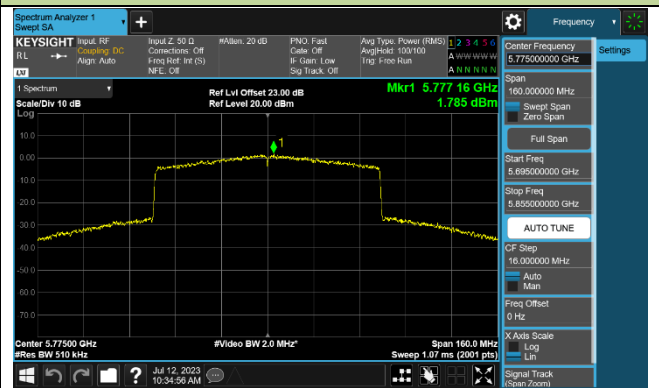 Spectrum Analyzer 1
Swept SA
Frequency
KEYSIGHT
RL
LXI
Input: RF
Coupling: DC
Align: Auto
Input Z: 50 Ω
Corrections: Off
Freq Ref: Int (S)
NFE: Off
#Atten: 20 dB
PNO: Fast
Gate: Off
IF Gain: Low
Sig Track: Off
Avg Type: Power (RMS)
Avg|Hold: 100/100
Trig: Free Run
1 2 3 4 5 6
A W W W W W
A N N N N N
Center Frequency
5.775000000 GHz
Settings
Span
160.000000 MHz
Swept Span
Zero Span
Full Span
Start Freq
5.695000000 GHz
Stop Freq
5.855000000 GHz
AUTO TUNE
CF Step
16.000000 MHz
Auto
Man
Freq Offset
0 Hz
X Axis Scale
Log
Lin
Signal Track
(Span Zoom)
1 Spectrum
Scale/Div 10 dB
Log
Ref Lvl Offset 23.00 dB
Ref Level 20.00 dBm
Mkr1 5.777 16 GHz
1.785 dBm
1
10.0
0.00
-10.0
-20.0
-30.0
-40.0
-50.0
-60.0
-70.0
Center 5.77500 GHz
#Res BW 510 kHz
#Video BW 2.0 MHz*
Span 160.0 MHz
Sweep 1.07 ms (2001 pts)
?
Jul 12, 2023
10:34:56 AM